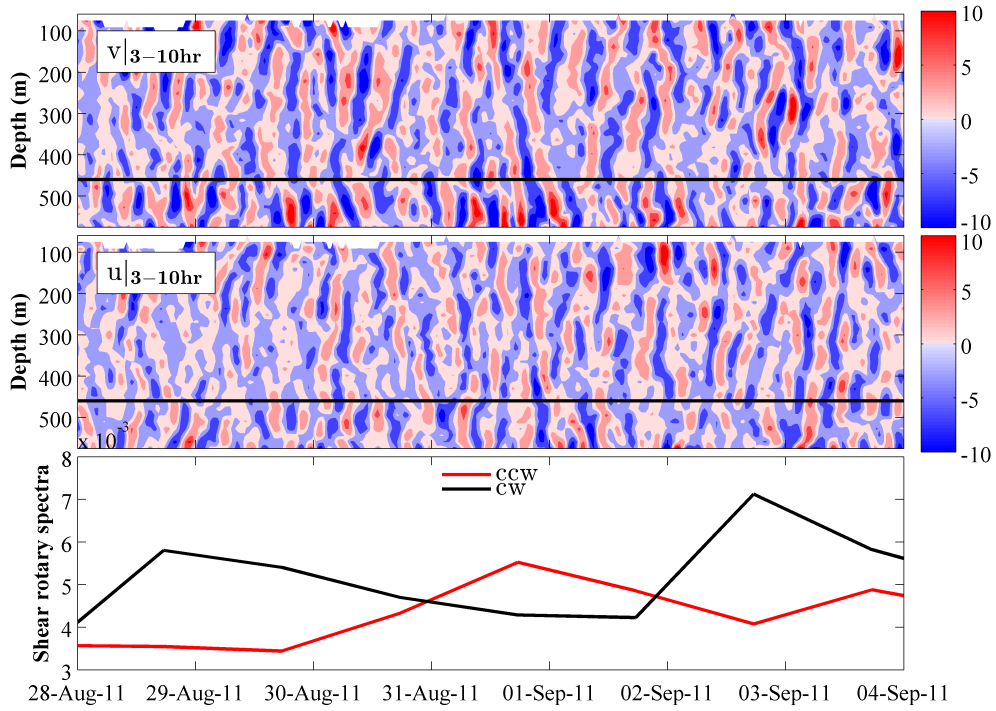 v|3−10hr
Depth (m)
100
200
300
400
500
10
5
0
-5
-10
u|3−10hr
Depth (m)
100
200
300
400
500
10
5
0
-5
-10
x 10-3
Shear rotary spectra
8
7
6
5
4
3
CCW
CW
28-Aug-11 29-Aug-11 30-Aug-11 31-Aug-11 01-Sep-11 02-Sep-11 03-Sep-11 04-Sep-11